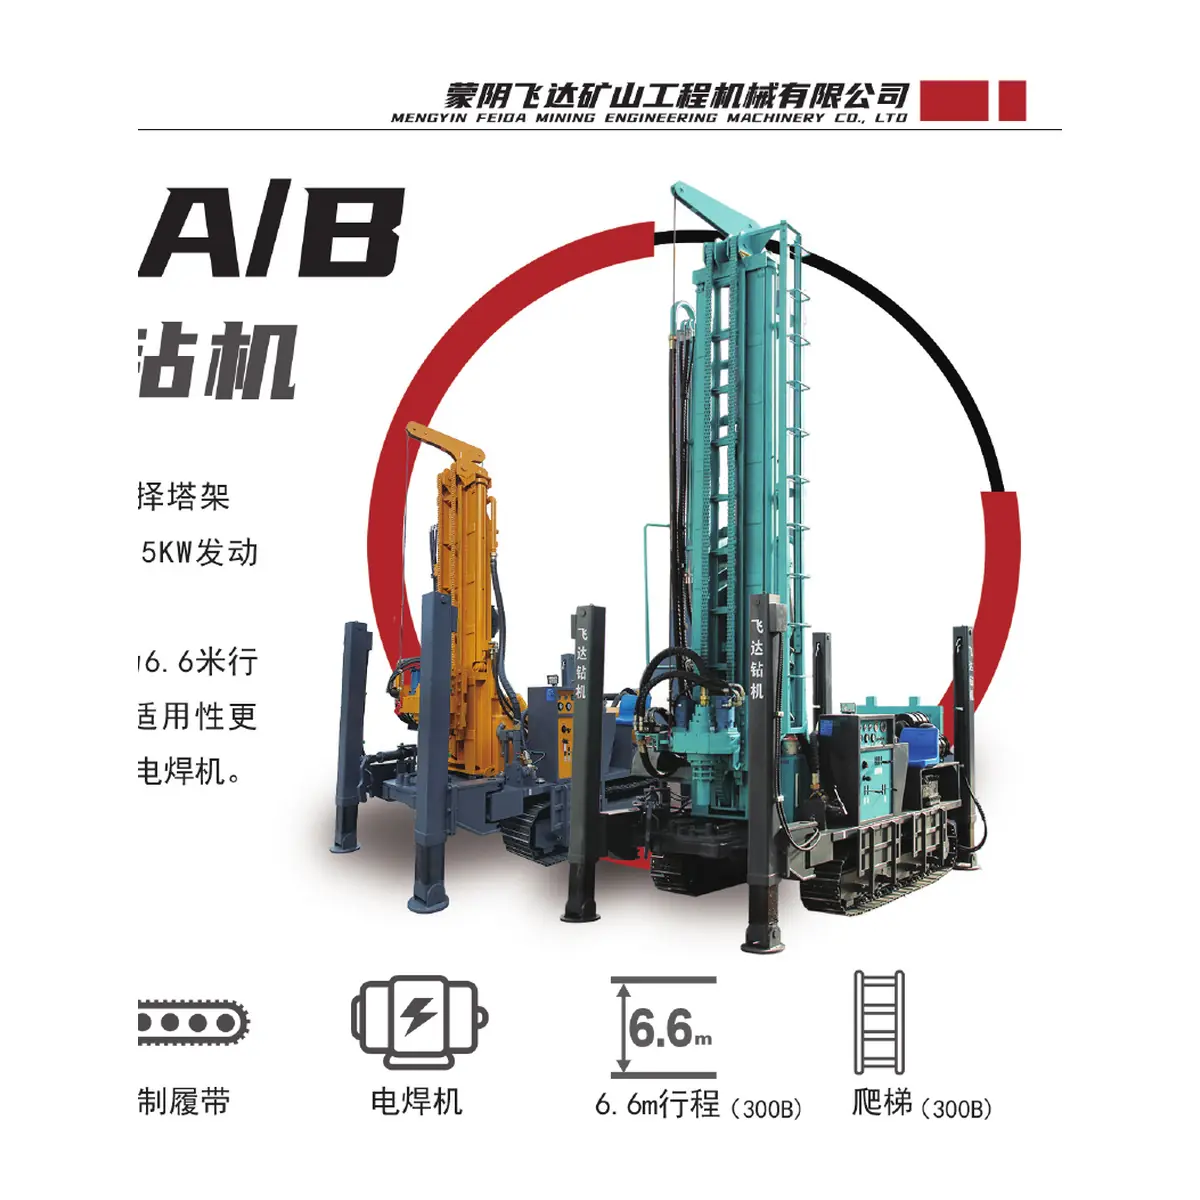 蒙阴飞达矿山工程机械有限公司
MENGYIN FEIDA MINING ENGINEERING MACHINERY CO., LTD
A/B
钻机
择塔架
5KW发动
6.6米行
适用性更
电焊机。
飞达钻机
飞达钻机
6.6m
制履带
电焊机
6.6m行程(300B)
爬梯(300B)